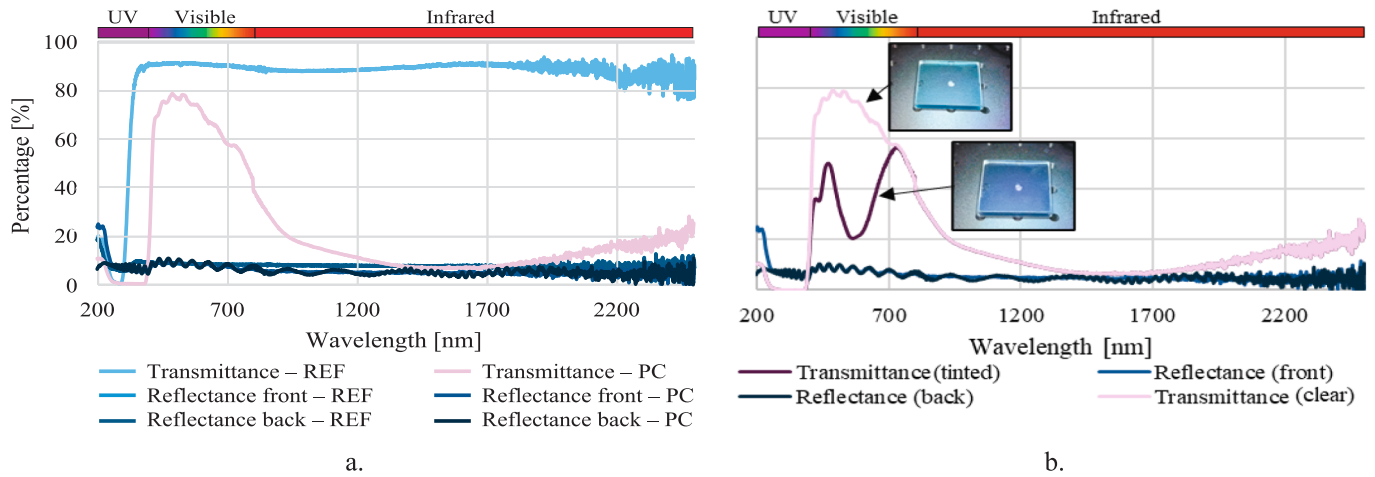 UV Visible Infrared
100
80
60
40
20
0
Percentage [%]
200 700 1200 1700 2200
Wavelength [nm]
Transmittance – REF Transmittance – PC
Reflectance front – REF Reflectance front – PC
Reflectance back – REF Reflectance back – PC
a.
UV Visible Infrared
200 700 1200 1700 2200
Wavelength [nm]
Transmittance (tinted) Reflectance (front)
Reflectance (back) Transmittance (clear)
b.